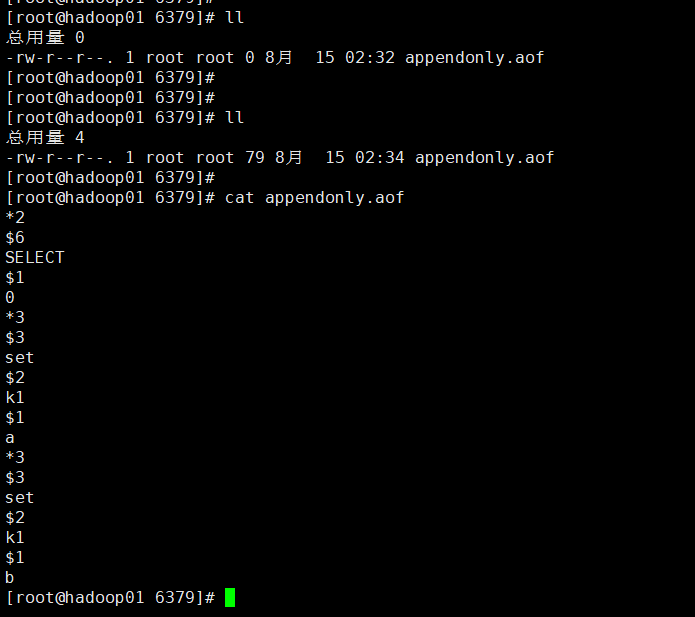 [root@hadoop01 6379]#
[root@hadoop01 6379]# ll
总用量 0
-rw-r--r--. 1 root root 0 8月  15 02:32 appendonly.aof
[root@hadoop01 6379]#
[root@hadoop01 6379]#
[root@hadoop01 6379]# ll
总用量 4
-rw-r--r--. 1 root root 79 8月  15 02:34 appendonly.aof
[root@hadoop01 6379]#
[root@hadoop01 6379]# cat appendonly.aof
*2
$6
SELECT
$1
0
*3
$3
set
$2
k1
$1
a
*3
$3
set
$2
k1
$1
b
[root@hadoop01 6379]#